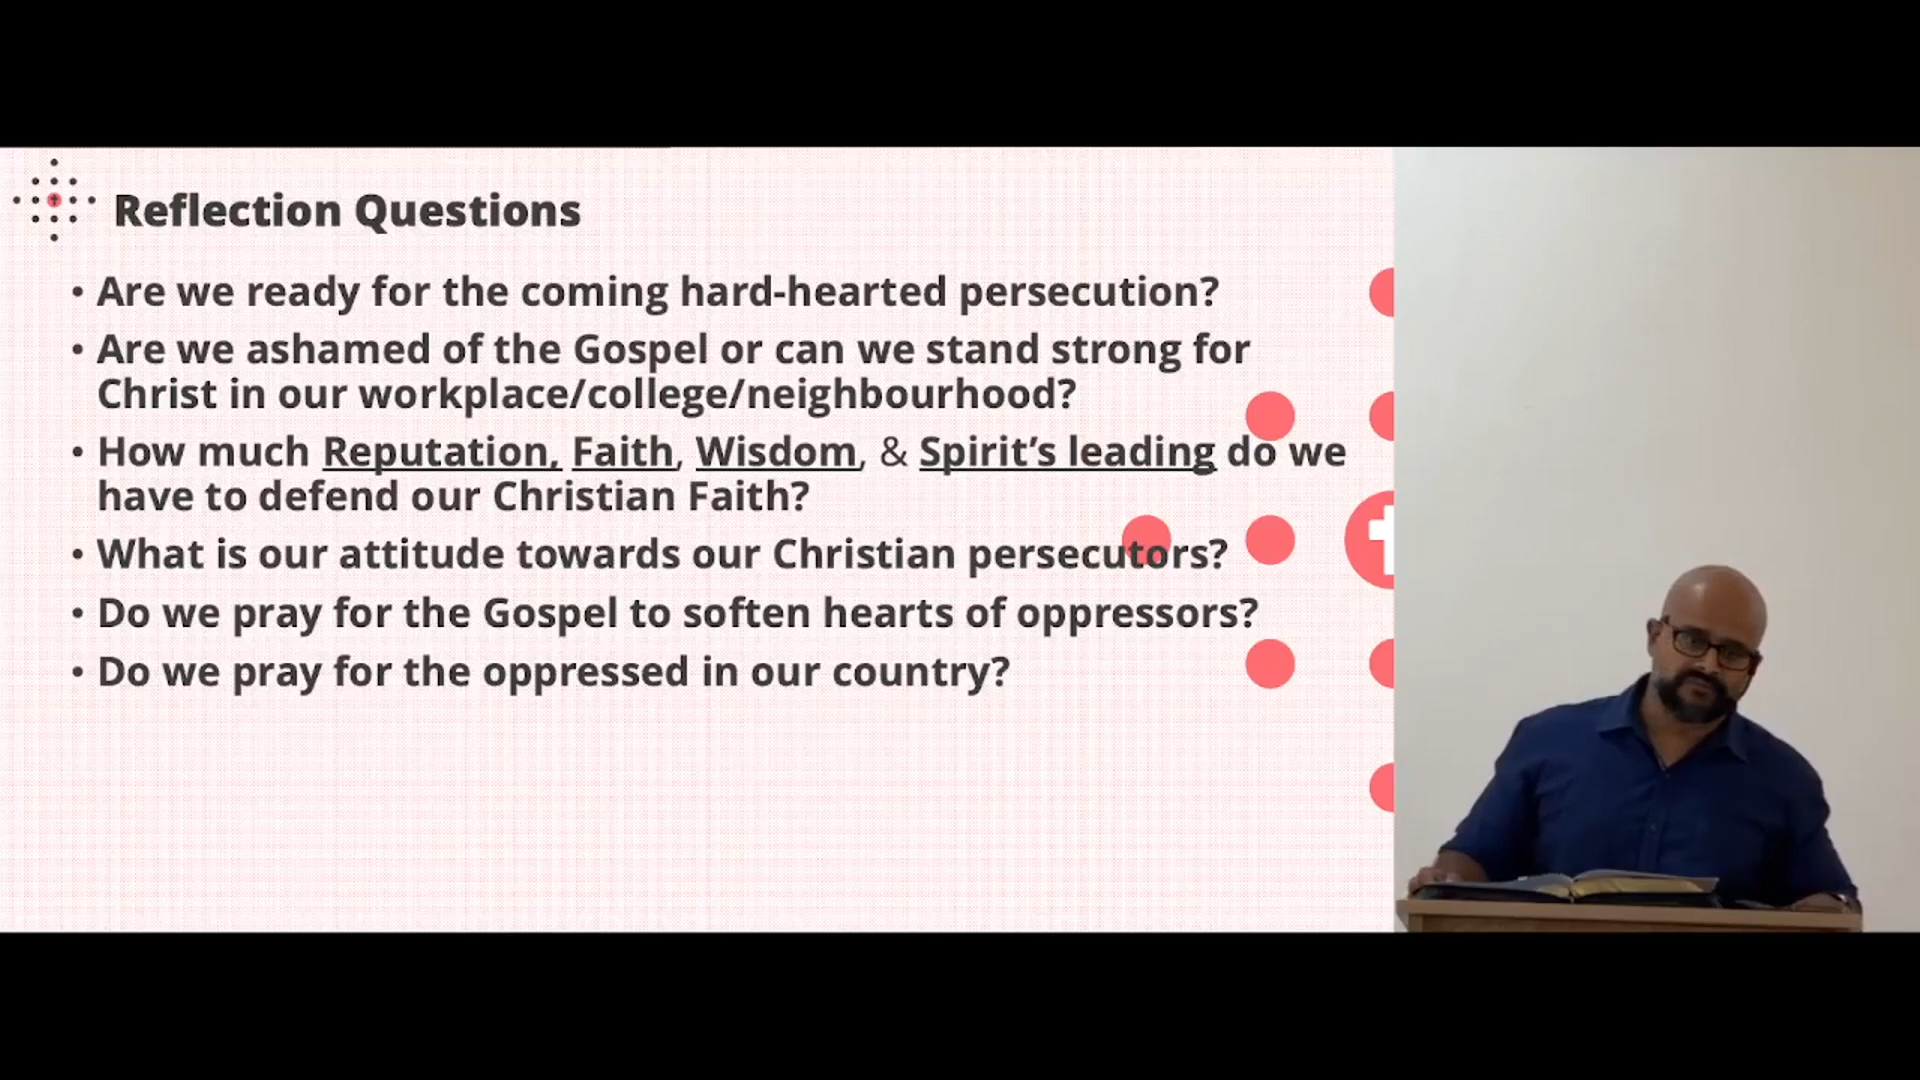 Reflection Questions
• Are we ready for the coming hard-hearted persecution?
• Are we ashamed of the Gospel or can we stand strong for
Christ in our workplace/college/neighbourhood?
• How much Reputation, Faith, Wisdom, & Spirit’s leading do we
have to defend our Christian Faith?
• What is our attitude towards our Christian persecutors?
• Do we pray for the Gospel to soften hearts of oppressors?
• Do we pray for the oppressed in our country?